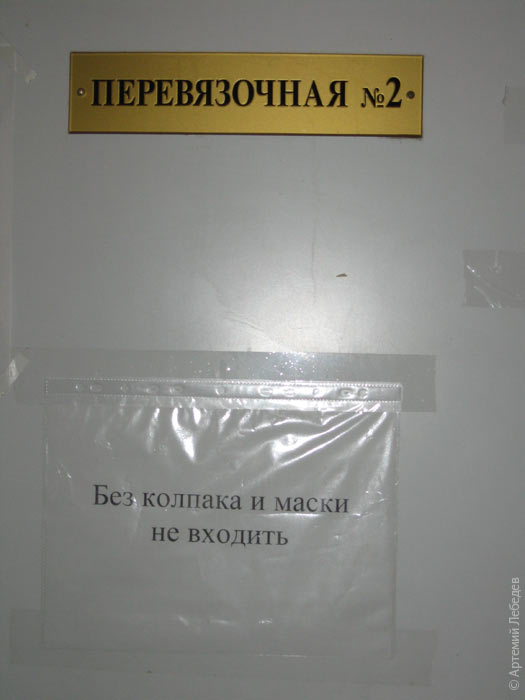 ПЕРЕВЯЗОЧНАЯ №2
Без колпака и маски
не входить
© Артемий Лебедев